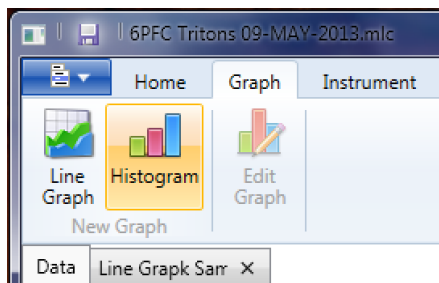 6PFC Tritons 09-MAY-2013.mlc
Home Graph Instrument
Line Graph Histogram Edit Graph
New Graph
Data Line Grapk Sar